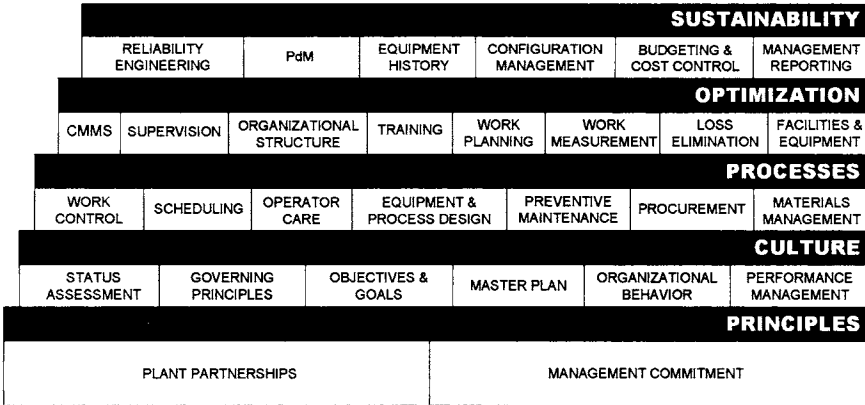 SUSTAINABILITY
RELIABILITY
ENGINEERING
PdM
EQUIPMENT
HISTORY
CONFIGURATION
MANAGEMENT
BUDGETING &
COST CONTROL
MANAGEMENT
REPORTING
OPTIMIZATION
CMMS
SUPERVISION
ORGANIZATIONAL
STRUCTURE
TRAINING
WORK
PLANNING
WORK
MEASUREMENT
LOSS
ELIMINATION
FACILITIES &
EQUIPMENT
PROCESSES
WORK
CONTROL
SCHEDULING
OPERATOR
CARE
EQUIPMENT &
PROCESS DESIGN
PREVENTIVE
MAINTENANCE
PROCUREMENT
MATERIALS
MANAGEMENT
CULTURE
STATUS
ASSESSMENT
GOVERNING
PRINCIPLES
OBJECTIVES &
GOALS
MASTER PLAN
ORGANIZATIONAL
BEHAVIOR
PERFORMANCE
MANAGEMENT
PRINCIPLES
PLANT PARTNERSHIPS
MANAGEMENT COMMITMENT